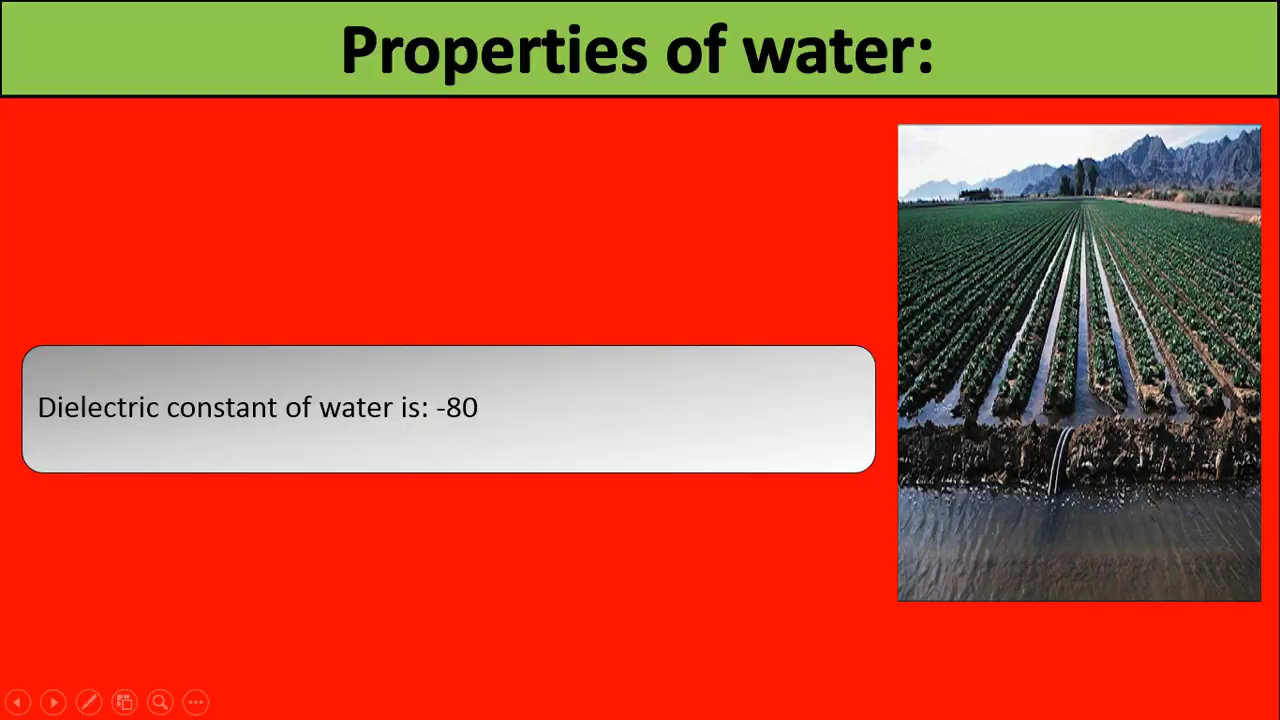 Properties of water:
Dielectric constant of water is: -80